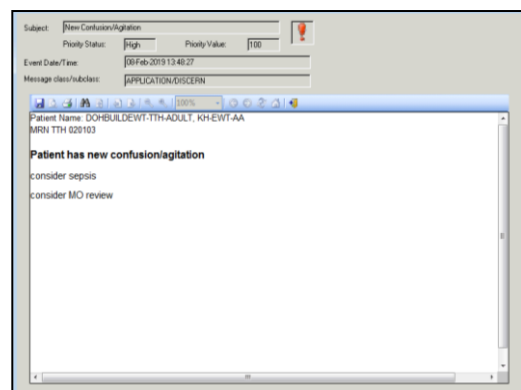 Subject: New Confusion/Agitation
Priority Status: High Priority Value: 100
Event Date/Time: 08-Feb-2019 13:48:27
Message class/subclass: APPLICATION/DISCERN
100%
Patient Name: DOHBUILDEWT-TTH-ADULT, KH-EWT-AA
MRN TTH 020103
Patient has new confusion/agitation
consider sepsis
consider MO review